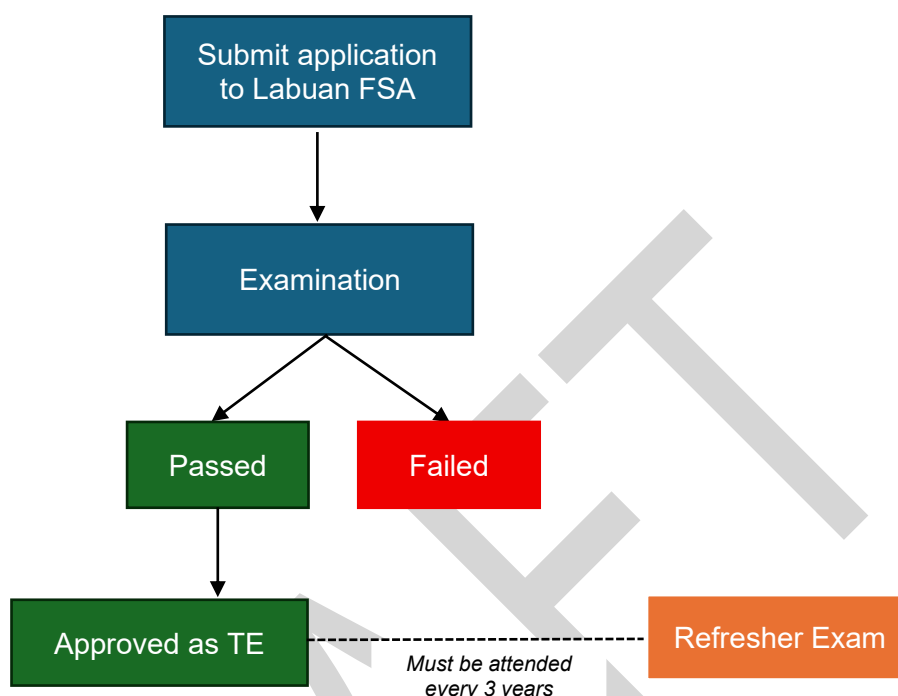 Submit application
to Labuan FSA
Examination
Passed
Failed
Approved as TE
Must be attended
every 3 years
Refresher Exam